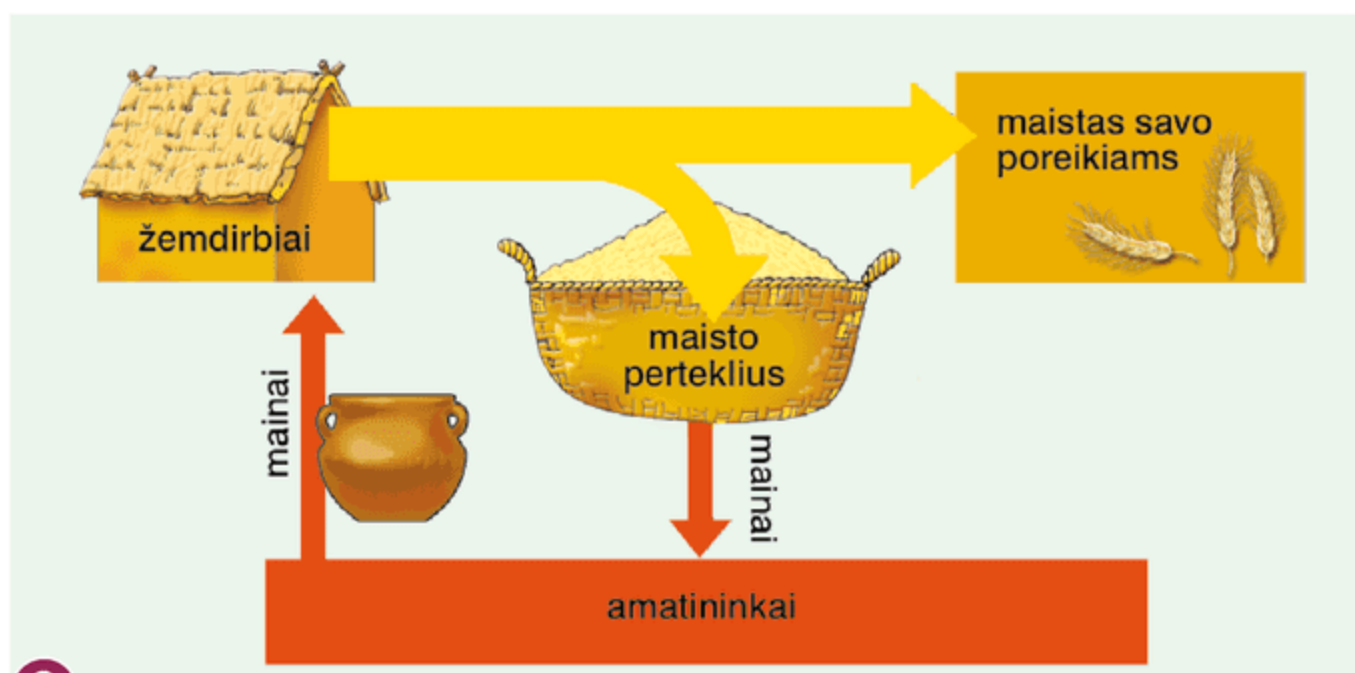 maistas savo
poreikiams
žemdirbiai
maisto
perteklius
mainai
mainai
amatininkai